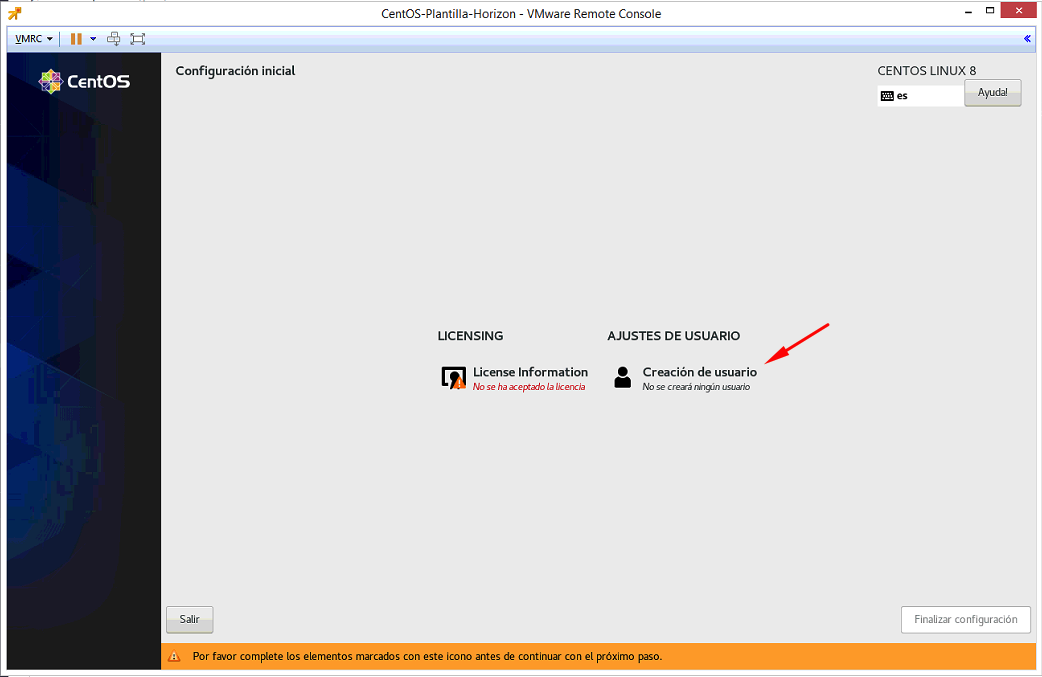 CentOS-Plantilla-Horizon - VMware Remote Console
VMRC
CentOS
Configuración inicial
CENTOS LINUX 8
es
Ayuda!
LICENSING
AJUSTES DE USUARIO
License Information
No se ha aceptado la licencia
Creación de usuario
No se creará ningún usuario
Salir
Finalizar configuración
Por favor complete los elementos marcados con este icono antes de continuar con el próximo paso.